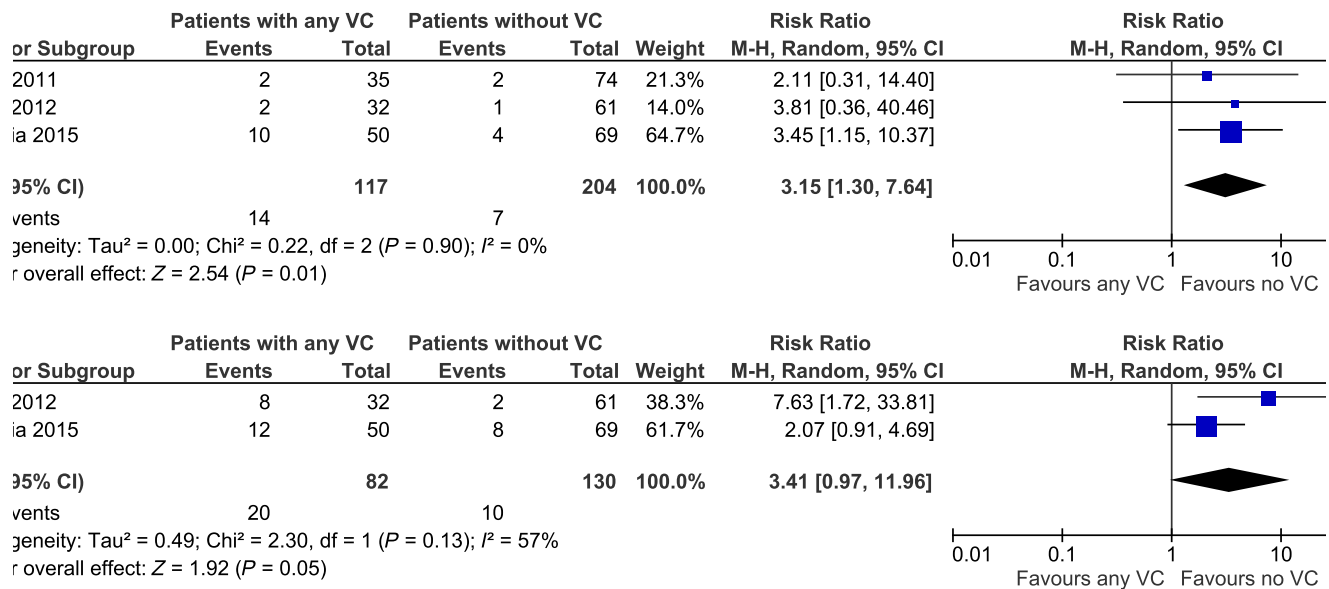 Patients with any VC Patients without VC Risk Ratio Risk Ratio
or Subgroup Events Total Events Total Weight M-H, Random, 95% CI M-H, Random, 95% CI
2011 2 35 2 74 21.3% 2.11 [0.31, 14.40]
2012 2 32 1 61 14.0% 3.81 [0.36, 40.46]
ia 2015 10 50 4 69 64.7% 3.45 [1.15, 10.37]
95% CI) 117 204 100.0% 3.15 [1.30, 7.64]
vents 14 7
geneity: Tau² = 0.00; Chi² = 0.22, df = 2 (P = 0.90); I² = 0%
r overall effect: Z = 2.54 (P = 0.01)
0.01 0.1 1 10
Favours any VC Favours no VC
Patients with any VC Patients without VC Risk Ratio Risk Ratio
or Subgroup Events Total Events Total Weight M-H, Random, 95% CI M-H, Random, 95% CI
2012 8 32 2 61 38.3% 7.63 [1.72, 33.81]
ia 2015 12 50 8 69 61.7% 2.07 [0.91, 4.69]
95% CI) 82 130 100.0% 3.41 [0.97, 11.96]
vents 20 10
geneity: Tau² = 0.49; Chi² = 2.30, df = 1 (P = 0.13); I² = 57%
r overall effect: Z = 1.92 (P = 0.05)
0.01 0.1 1 10
Favours any VC Favours no VC